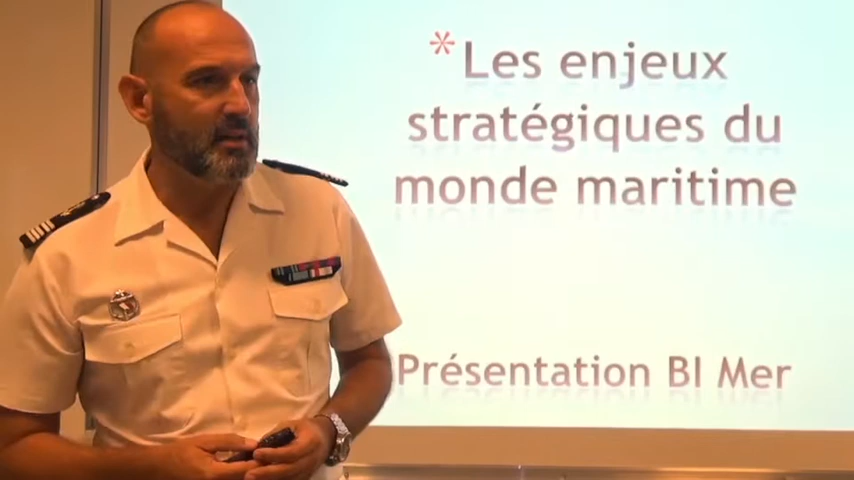 *Les enjeux
stratégiques du
monde maritime
Présentation BI Mer